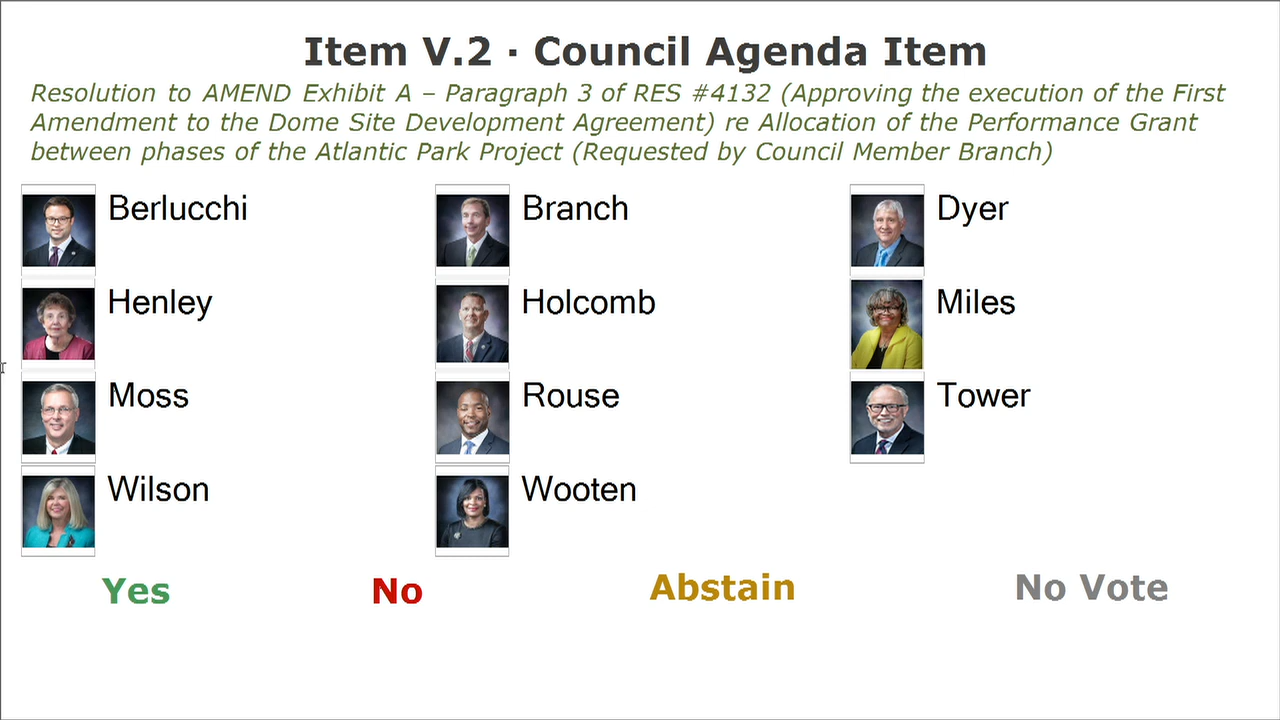 Item V.2 · Council Agenda Item
Resolution to AMEND Exhibit A – Paragraph 3 of RES #4132 (Approving the execution of the First
Amendment to the Dome Site Development Agreement) re Allocation of the Performance Grant
between phases of the Atlantic Park Project (Requested by Council Member Branch)
Berlucchi Branch Dyer
Henley Holcomb Miles
Moss Rouse Tower
Wilson Wooten
Yes No Abstain No Vote